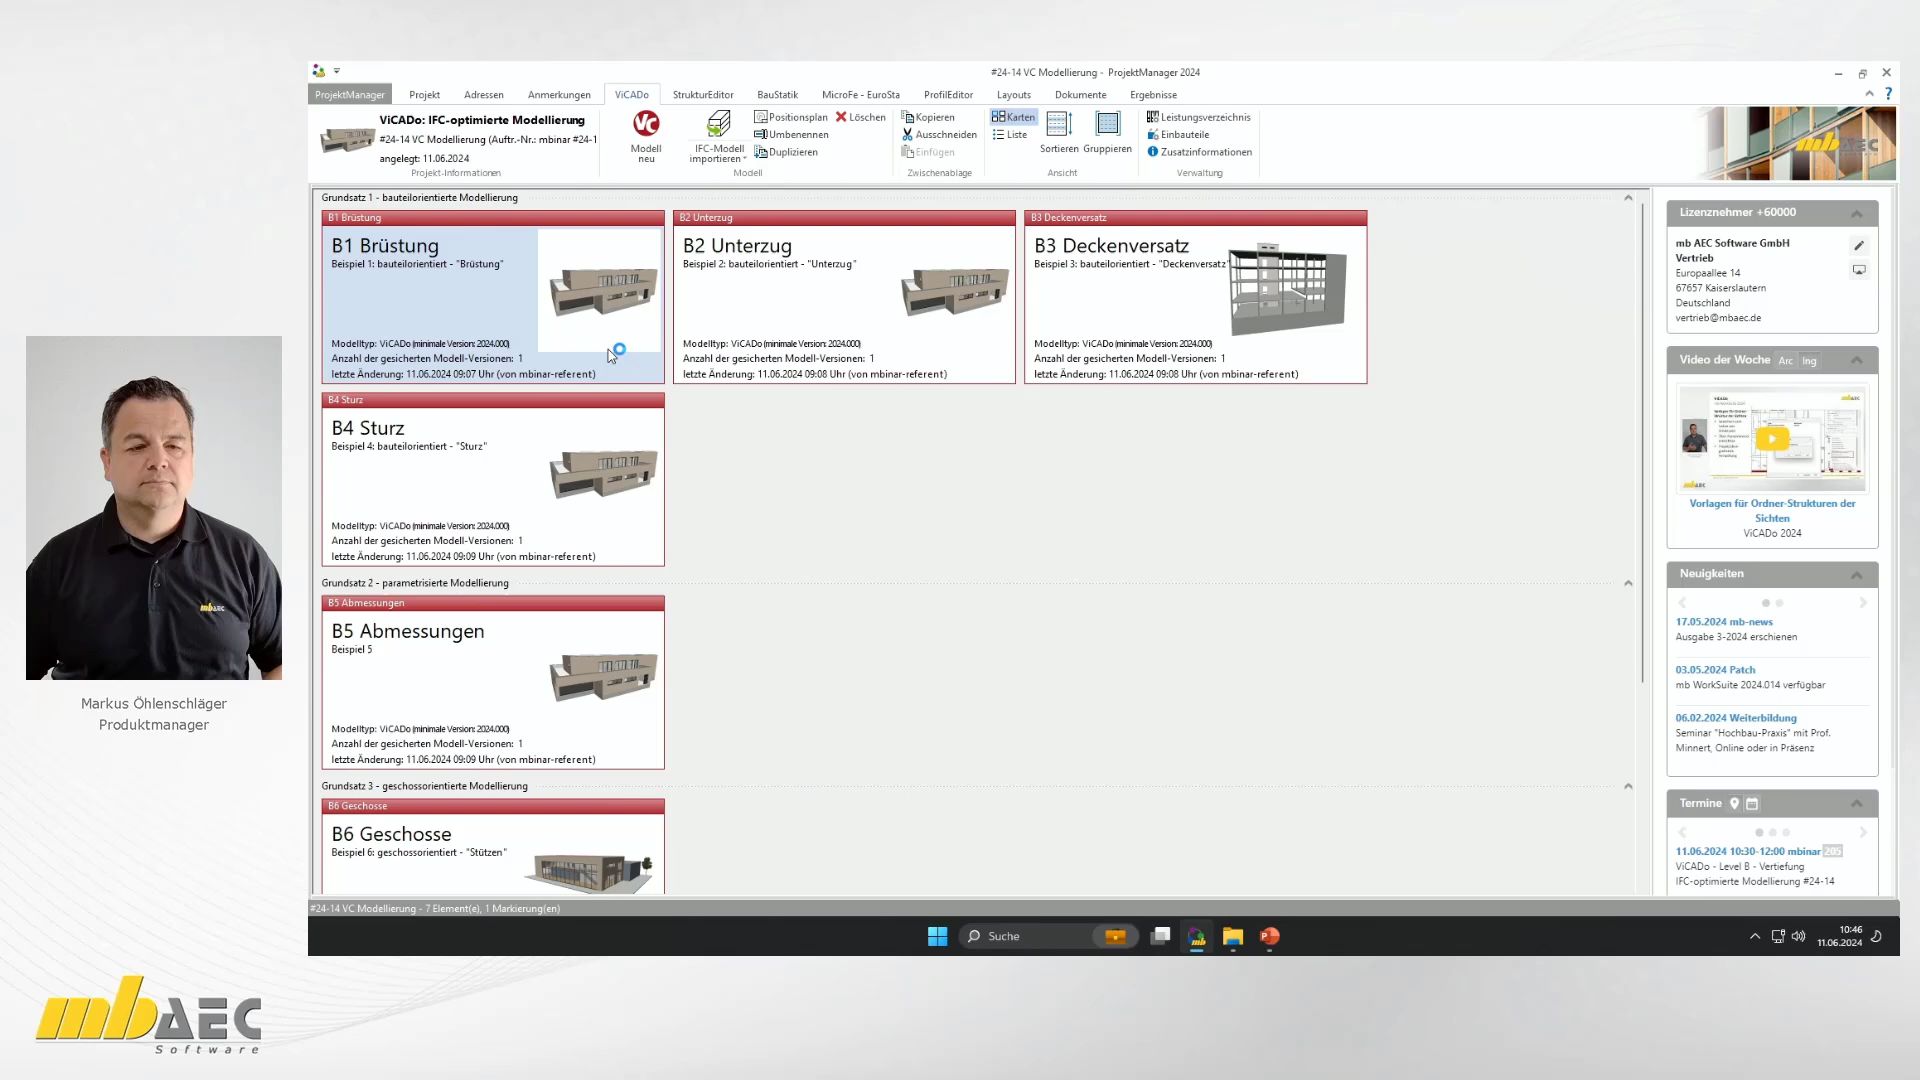 #24-14 VC Modellierung - ProjektManager 2024
ProjektManager
Projekt
Adressen
Anmerkungen
ViCADo
StrukturEditor
BauStatik
MicroFe - EuroSta
ProfilEditor
Layouts
Dokumente
Ergebnisse
ViCADo: IFC-optimierte Modellierung
#24-14 VC Modellierung (Auftr.-Nr.: mbinar #24-1
angelegt: 11.06.2024
Projekt-Informationen
Modell
neu
IFC-Modell
importieren
Positionsplan
Löschen
Umbenennen
Duplizieren
Modell
Kopieren
Ausschneiden
Einfügen
Zwischenablage
Karten
Liste
Sortieren
Gruppieren
Ansicht
Leistungsverzeichnis
Einbauteile
Zusatzinformationen
Verwaltung
mbAEC
Software
Grundsatz 1 - bauteilorientierte Modellierung
B1 Brüstung
B1 Brüstung
Beispiel 1: bauteilorientiert - "Brüstung"
Modelltyp: ViCADo (minimale Version: 2024.000)
Anzahl der gesicherten Modell-Versionen: 1
letzte Änderung: 11.06.2024 09:07 Uhr (von mbinar-referent)
B2 Unterzug
B2 Unterzug
Beispiel 2: bauteilorientiert - "Unterzug"
Modelltyp: ViCADo (minimale Version: 2024.000)
Anzahl der gesicherten Modell-Versionen: 1
letzte Änderung: 11.06.2024 09:08 Uhr (von mbinar-referent)
B3 Deckenversatz
B3 Deckenversatz
Beispiel 3: bauteilorientiert - "Deckenversatz"
Modelltyp: ViCADo (minimale Version: 2024.000)
Anzahl der gesicherten Modell-Versionen: 1
letzte Änderung: 11.06.2024 09:08 Uhr (von mbinar-referent)
B4 Sturz
B4 Sturz
Beispiel 4: bauteilorientiert - "Sturz"
Modelltyp: ViCADo (minimale Version: 2024.000)
Anzahl der gesicherten Modell-Versionen: 1
letzte Änderung: 11.06.2024 09:09 Uhr (von mbinar-referent)
Grundsatz 2 - parametrisierte Modellierung
B5 Abmessungen
B5 Abmessungen
Beispiel 5
Modelltyp: ViCADo (minimale Version: 2024.000)
Anzahl der gesicherten Modell-Versionen: 1
letzte Änderung: 11.06.2024 09:09 Uhr (von mbinar-referent)
Grundsatz 3 - geschossorientierte Modellierung
B6 Geschosse
B6 Geschosse
Beispiel 6: geschossorientiert - "Stützen"
Lizenznehmer +60000
mb AEC Software GmbH
Vertrieb
Europaallee 14
67657 Kaiserslautern
Deutschland
vertrieb@mbaec.de
Video der Woche Arc Ing
Vorlagen für Ordner-Strukturen der
Sichten
ViCADo 2024
Neuigkeiten
17.05.2024 mb-news
Ausgabe 3-2024 erschienen
03.05.2024 Patch
mb WorkSuite 2024.014 verfügbar
06.02.2024 Weiterbildung
Seminar "Hochbau-Praxis" mit Prof.
Minnert, Online oder in Präsenz
Termine
11.06.2024 10:30-12:00 mbinar 205
ViCADo - Level B - Vertiefung
IFC-optimierte Modellierung #24-14
#24-14 VC Modellierung - 7 Element(e), 1 Markierung(en)
Suche
10:46
11.06.2024
Markus Öhlenschläger
Produktmanager
mbAEC
mbAEC
Software